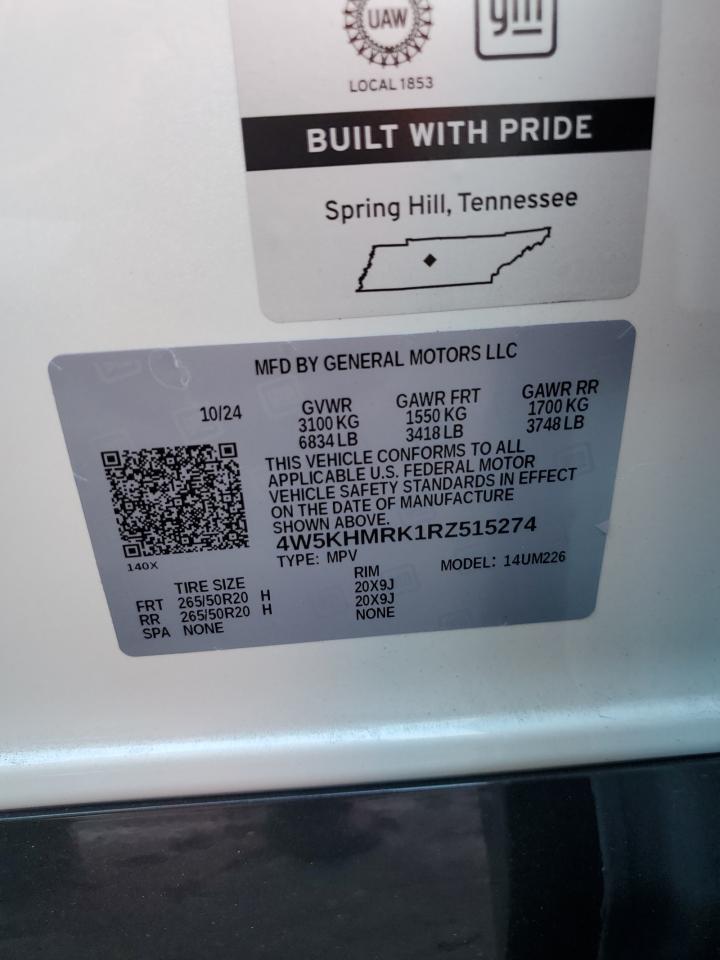 UAW
gm
LOCAL 1853
BUILT WITH PRIDE
Spring Hill, Tennessee
MFD BY GENERAL MOTORS LLC
10/24
GVWR
3100 KG
6834 LB
GAWR FRT
1550 KG
3418 LB
GAWR RR
1700 KG
3748 LB
THIS VEHICLE CONFORMS TO ALL
APPLICABLE U.S. FEDERAL MOTOR
VEHICLE SAFETY STANDARDS IN EFFECT
ON THE DATE OF MANUFACTURE
SHOWN ABOVE.
4W5KHMRK1RZ515274
140X
TYPE: MPV
MODEL: 14UM226
TIRE SIZE RIM
FRT 265/50R20 H 20X9J
RR 265/50R20 H 20X9J
SPA NONE NONE